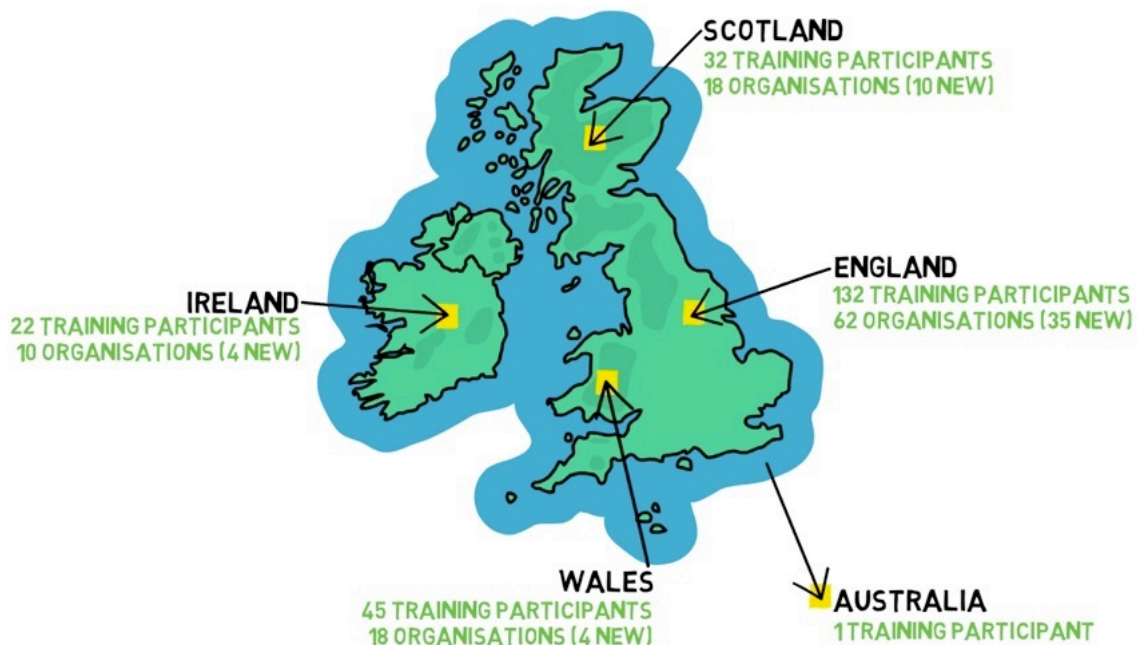 SCOTLAND
32 TRAINING PARTICIPANTS
18 ORGANISATIONS (10 NEW)
ENGLAND
132 TRAINING PARTICIPANTS
62 ORGANISATIONS (35 NEW)
IRELAND
22 TRAINING PARTICIPANTS
10 ORGANISATIONS (4 NEW)
WALES
45 TRAINING PARTICIPANTS
18 ORGANISATIONS (4 NEW)
AUSTRALIA
1 TRAINING PARTICIPANT